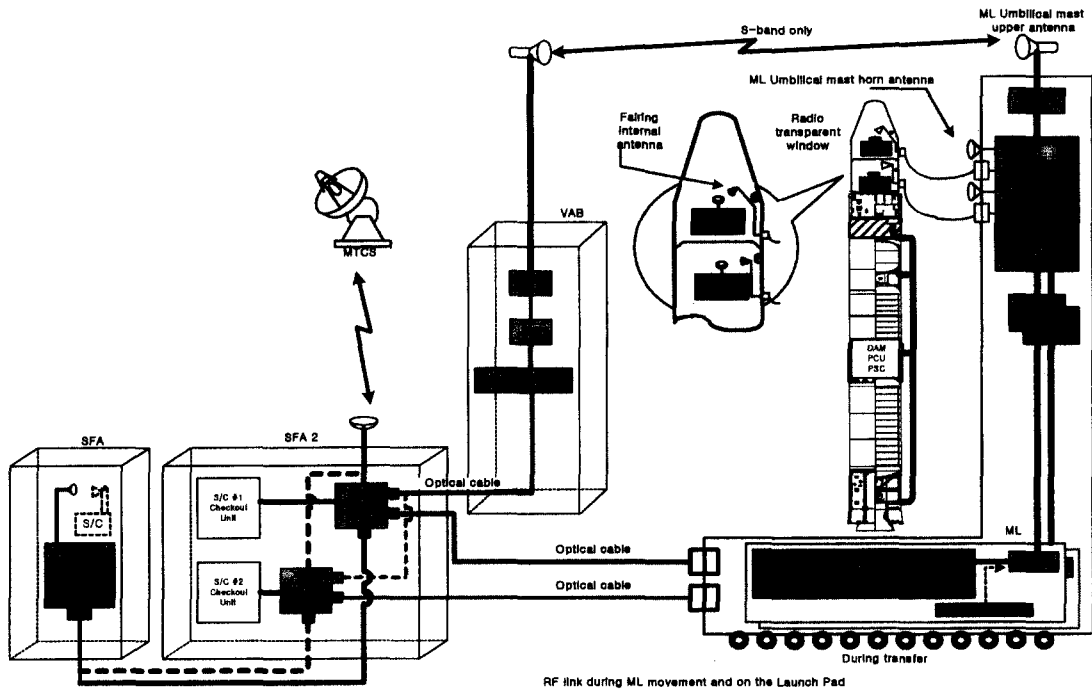 S-band only
ML Umbilical mast
upper antenna
ML Umbilical mast horn antenna
Fairing
internal
antenna
Radio
transparent
window
MTCS
VAB
DAM
PCU
PSC
SFA
SFA 2
Optical cable
S/C #1
Checkout
Unit
S/C
S/C #2
Checkout
Unit
Optical cable
Optical cable
ML
During transfer
RF link during ML movement and on the Launch Pad